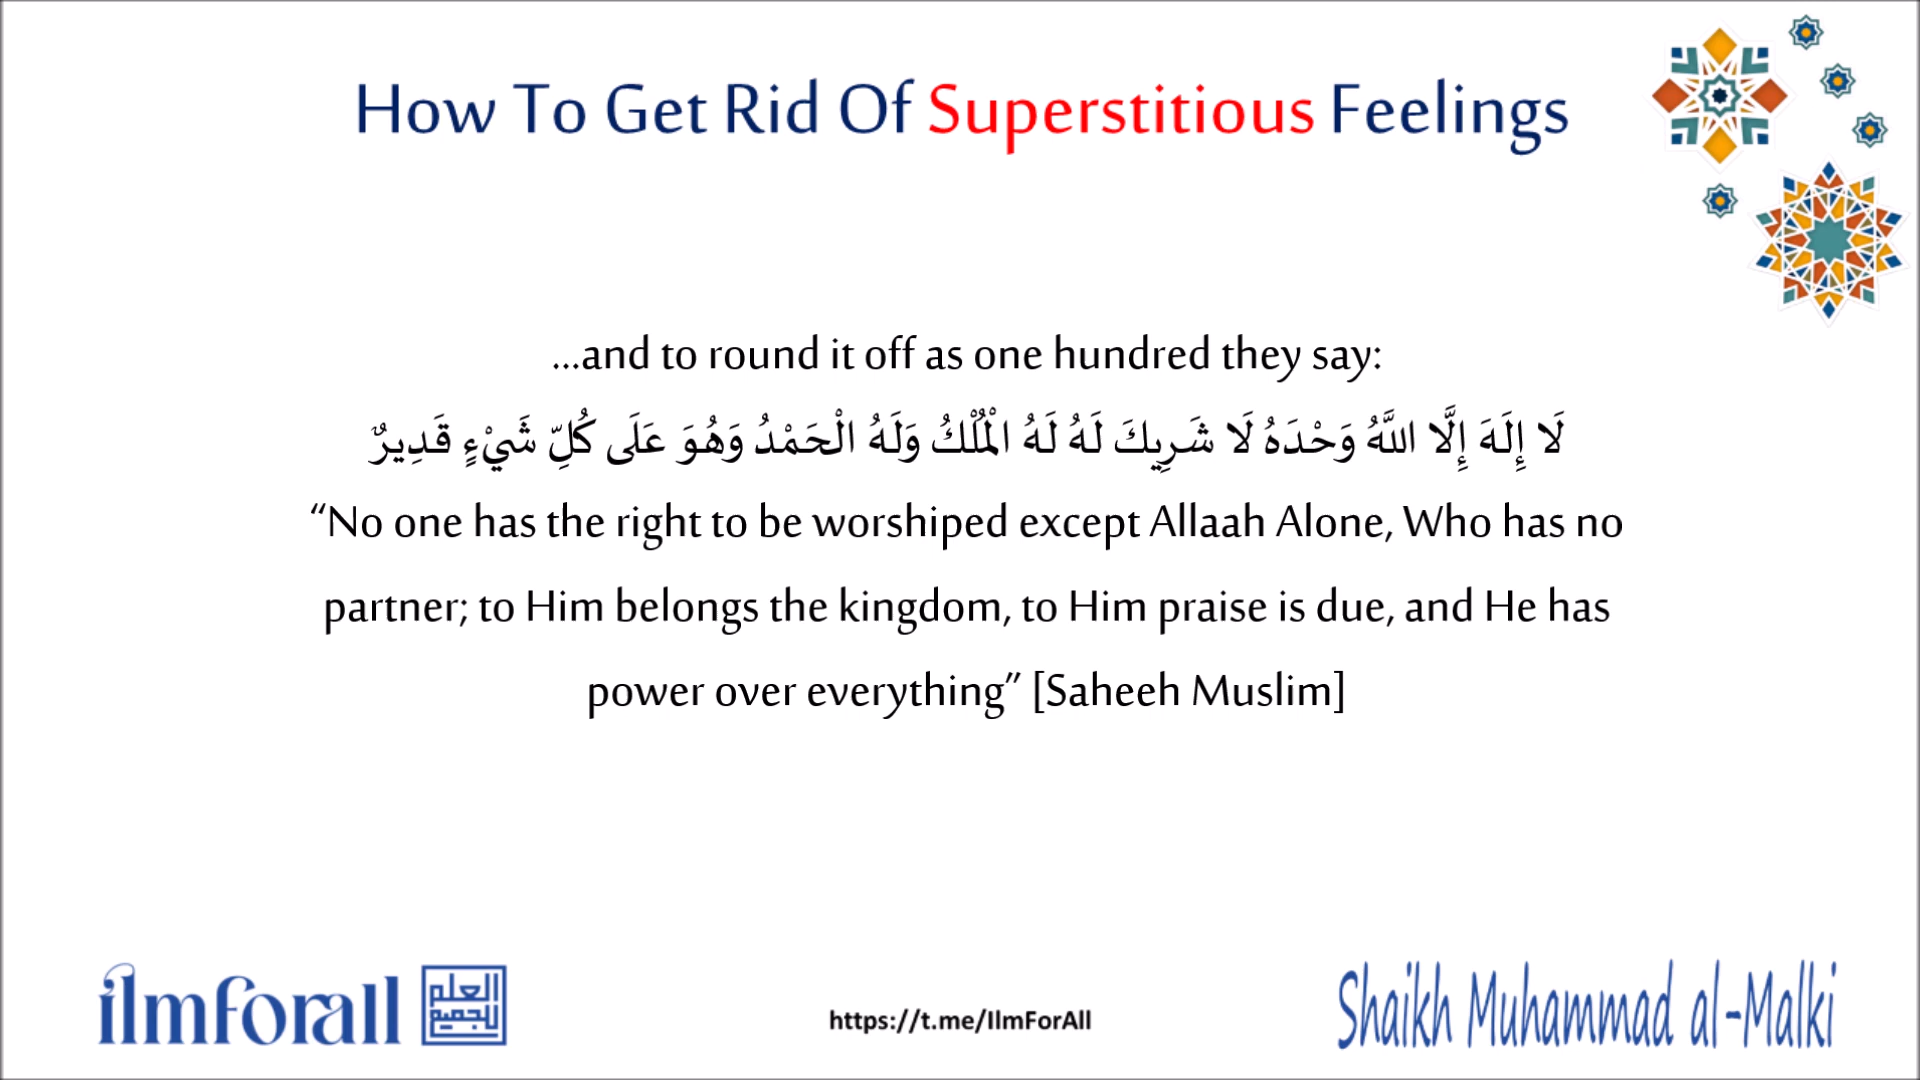 How To Get Rid Of Superstitious Feelings
...and to round it off as one hundred they say:
لَا إِلَهَ إِلَّا اللَّهُ وَحْدَهُ لَا شَرِيكَ لَهُ لَهُ الْمُلْكُ وَلَهُ الْحَمْدُ وَهُوَ عَلَى كُلِّ شَيْءٍ قَدِيرٌ
“No one has the right to be worshiped except Allaah Alone, Who has no
partner; to Him belongs the kingdom, to Him praise is due, and He has
power over everything” [Saheeh Muslim]
ilmforall
العلم
للجميع
https://t.me/IlmForAll
Shaikh Muhammad al-Malki